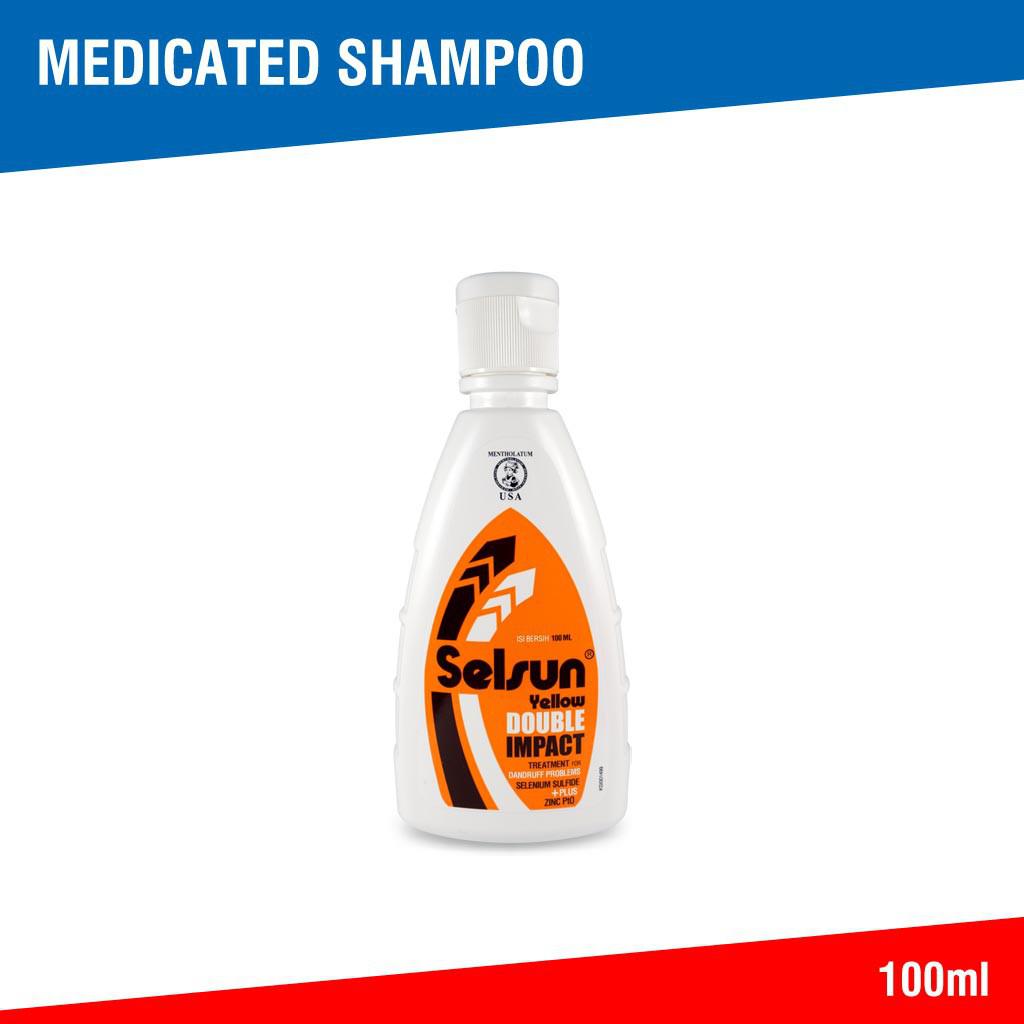 MEDICATED SHAMPOO
MENTHOLATUM
USA
ISI BERSIH 100 ML
Selsun®
Yellow
DOUBLE
IMPACT
TREATMENT FOR
DANDRUFF PROBLEMS
SELENIUM SULFIDE
+PLUS
ZINC PtO
100ml